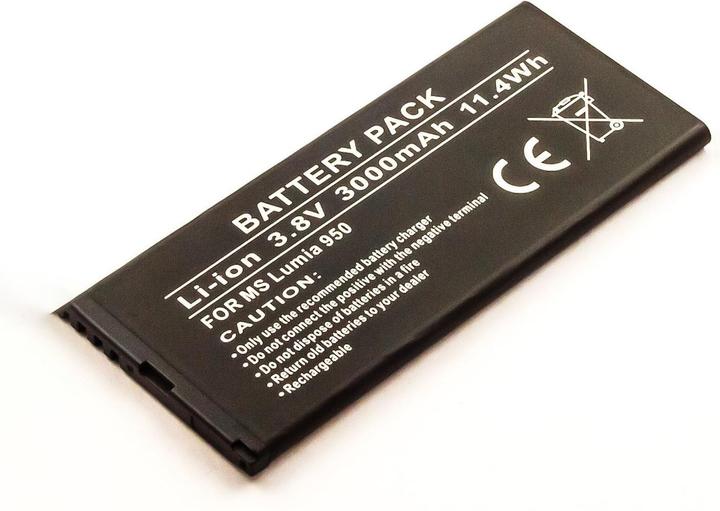 BATTERY PACK
Li-ion 3.8V 3000mAh 11.4Wh
FOR MS Lumia 950
CAUTION:
•Only use the recommended battery charger
•Do not connect the positive with the negative terminal
•Do not dispose of batteries in a fire
•Return old batteries to dealer
•Rechargeable
CE